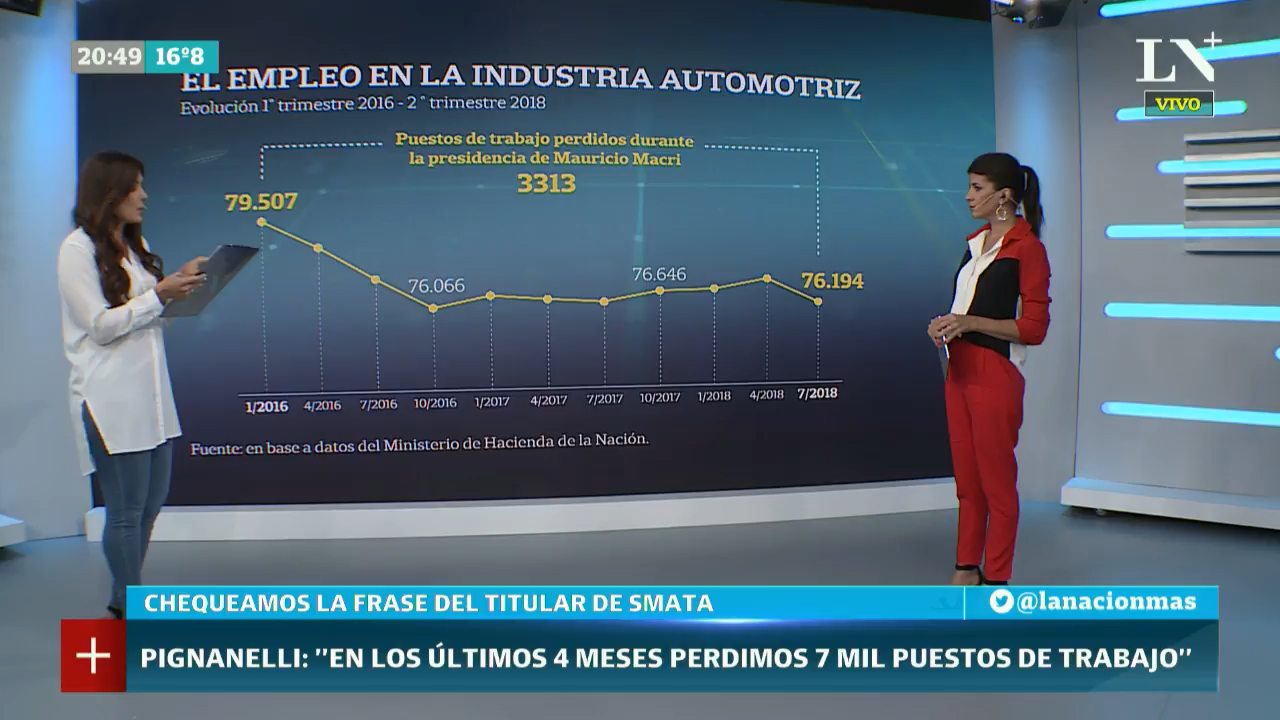 20:49 16º8
LN+
VIVO
EL EMPLEO EN LA INDUSTRIA AUTOMOTRIZ
Evolución 1° trimestre 2016 - 2° trimestre 2018
Puestos de trabajo perdidos durante
la presidencia de Mauricio Macri
3313
79.507
76.066
76.646
76.194
1/2016 4/2016 7/2016 10/2016 1/2017 4/2017 7/2017 10/2017 1/2018 4/2018 7/2018
Fuente: en base a datos del Ministerio de Hacienda de la Nación.
CHEQUEAMOS LA FRASE DEL TITULAR DE SMATA
@lanacionmas
+ PIGNANELLI: "EN LOS ÚLTIMOS 4 MESES PERDIMOS 7 MIL PUESTOS DE TRABAJO"